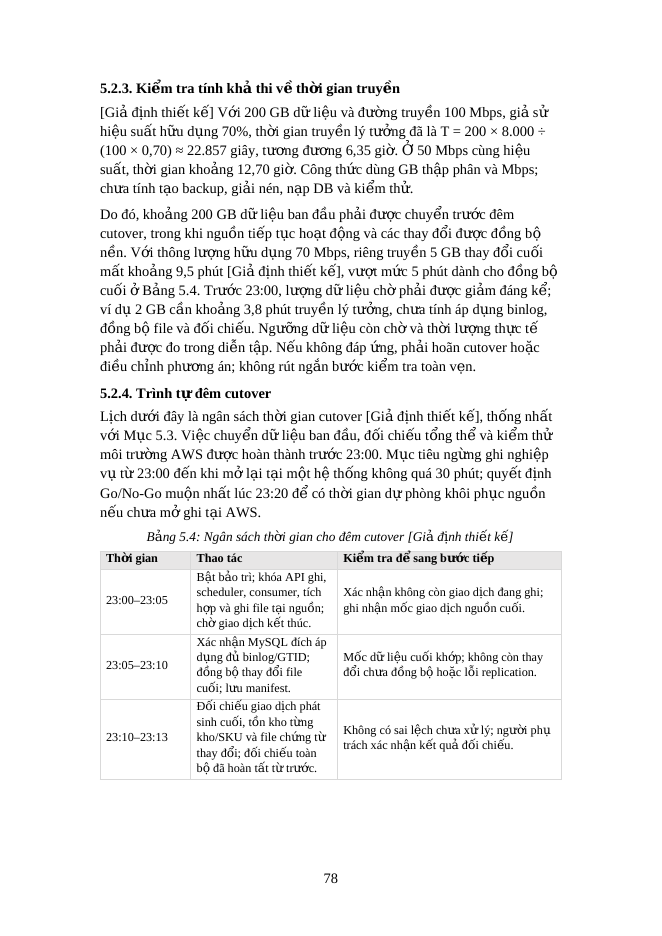 5.2.3. Kiểm tra tính khả thi về thời gian truyền
[Giả định thiết kế] Với 200 GB dữ liệu và đường truyền 100 Mbps, giả sử
hiệu suất hữu dụng 70%, thời gian truyền lý tưởng đã là T = 200 × 8.000 ÷
(100 × 0,70) ≈ 22.857 giây, tương đương 6,35 giờ. Ở 50 Mbps cùng hiệu
suất, thời gian khoảng 12,70 giờ. Công thức dùng GB thập phân và Mbps;
chưa tính tạo backup, giải nén, nạp DB và kiểm thử.
Do đó, khoảng 200 GB dữ liệu ban đầu phải được chuyển trước đêm
cutover, trong khi nguồn tiếp tục hoạt động và các thay đổi được đồng bộ
nền. Với thông lượng hữu dụng 70 Mbps, riêng truyền 5 GB thay đổi cuối
mất khoảng 9,5 phút [Giả định thiết kế], vượt mức 5 phút dành cho đồng bộ
cuối ở Bảng 5.4. Trước 23:00, lượng dữ liệu chờ phải được giảm đáng kể;
ví dụ 2 GB cần khoảng 3,8 phút truyền lý tưởng, chưa tính áp dụng binlog,
đồng bộ file và đối chiếu. Ngưỡng dữ liệu còn chờ và thời lượng thực tế
phải được đo trong diễn tập. Nếu không đáp ứng, phải hoãn cutover hoặc
điều chỉnh phương án; không rút ngắn bước kiểm tra toàn vẹn.
5.2.4. Trình tự đêm cutover
Lịch dưới đây là ngân sách thời gian cutover [Giả định thiết kế], thống nhất
với Mục 5.3. Việc chuyển dữ liệu ban đầu, đối chiếu tổng thể và kiểm thử
môi trường AWS được hoàn thành trước 23:00. Mục tiêu ngừng ghi nghiệp
vụ từ 23:00 đến khi mở lại tại một hệ thống không quá 30 phút; quyết định
Go/No-Go muộn nhất lúc 23:20 để có thời gian dự phòng khôi phục nguồn
nếu chưa mở ghi tại AWS.
Bảng 5.4: Ngân sách thời gian cho đêm cutover [Giả định thiết kế]
Thời gian Thao tác Kiểm tra để sang bước tiếp
23:00–23:05
Bật bảo trì; khóa API ghi,
scheduler, consumer, tích
hợp và ghi file tại nguồn;
chờ giao dịch kết thúc.
Xác nhận không còn giao dịch đang ghi;
ghi nhận mốc giao dịch nguồn cuối.
23:05–23:10
Xác nhận MySQL đích áp
dụng đủ binlog/GTID;
đồng bộ thay đổi file
cuối; lưu manifest.
Mốc dữ liệu cuối khớp; không còn thay
đổi chưa đồng bộ hoặc lỗi replication.
23:10–23:13
Đối chiếu giao dịch phát
sinh cuối, tồn kho từng
kho/SKU và file chứng từ
thay đổi; đối chiếu toàn
bộ đã hoàn tất từ trước.
Không có sai lệch chưa xử lý; người phụ
trách xác nhận kết quả đối chiếu.
78